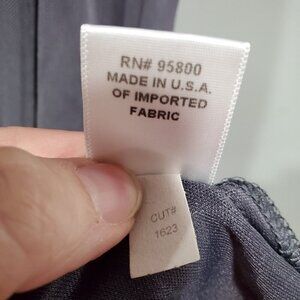 RN# 95800
MADE IN U.S.A.
OF IMPORTED
FABRIC
CUT#
1623